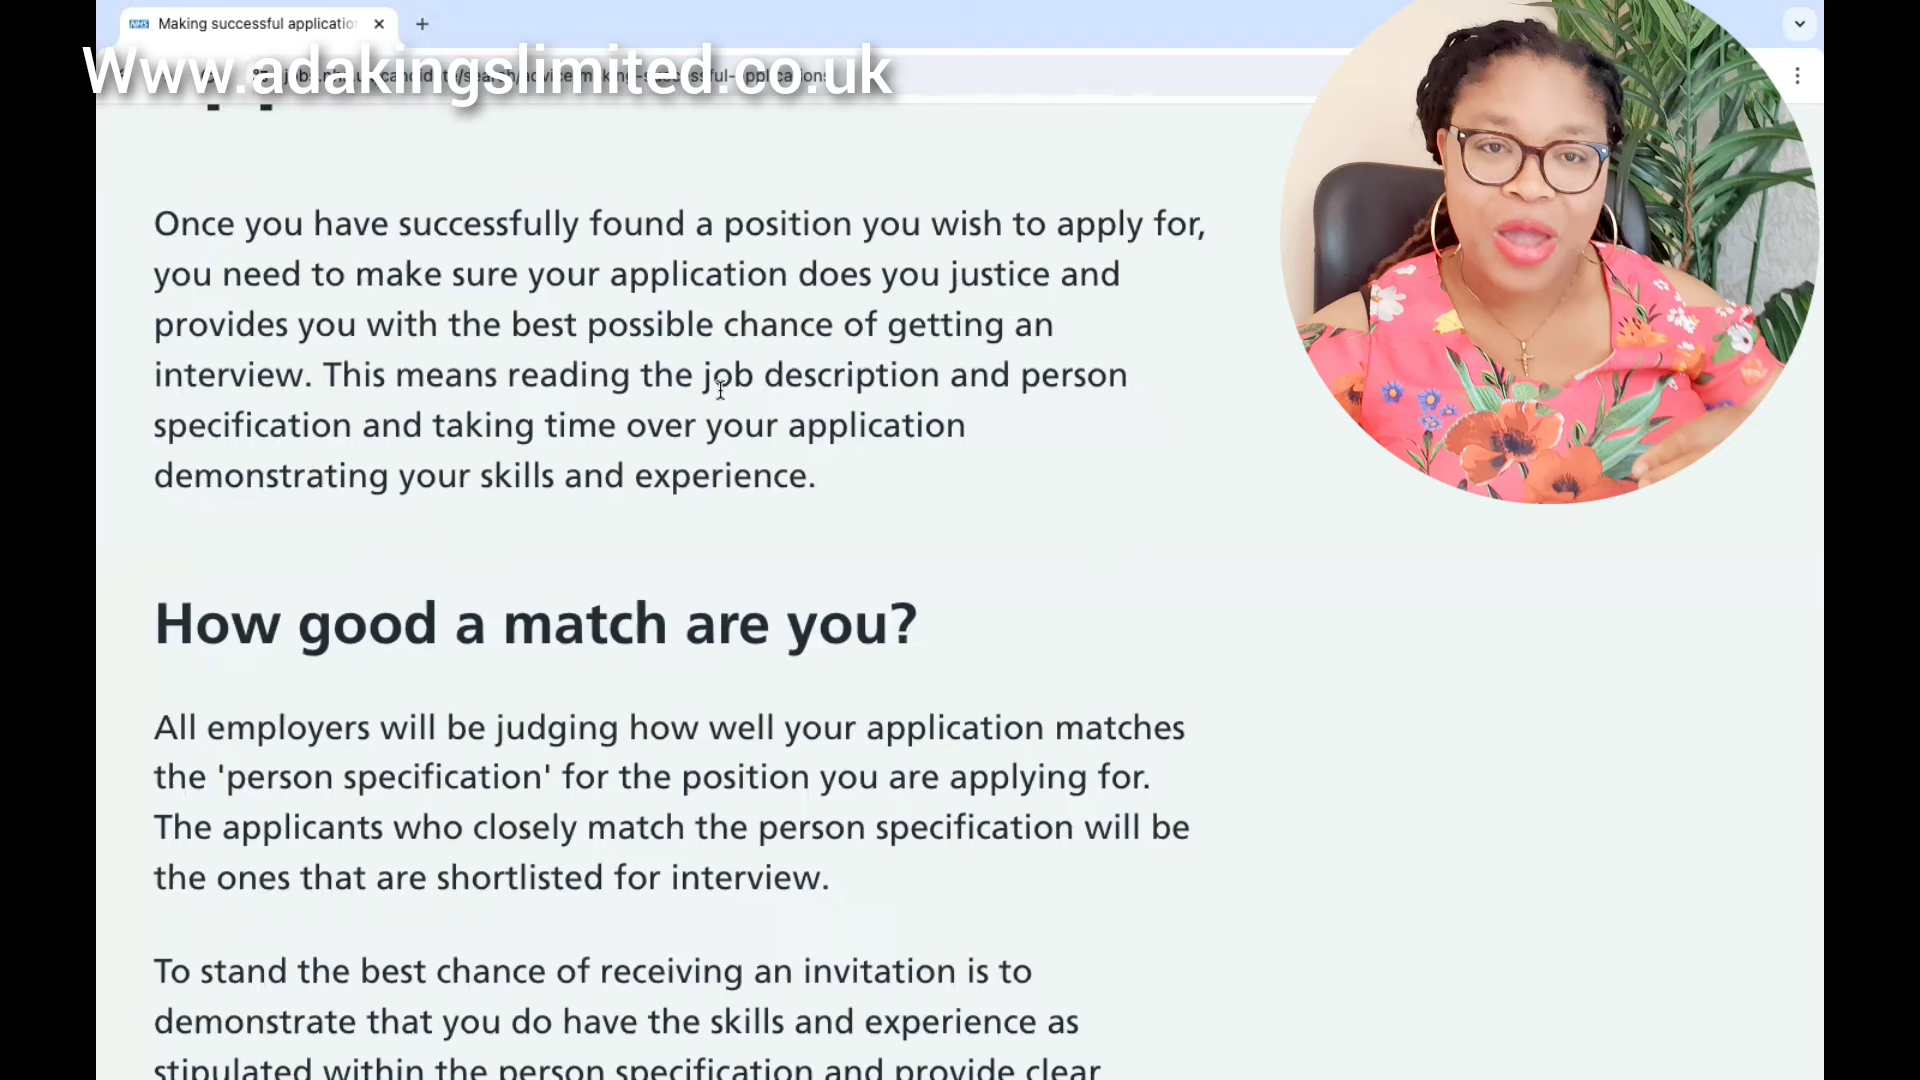 NHS Making successful applicatio
Www.adakingslimited.co.uk
Once you have successfully found a position you wish to apply for,
you need to make sure your application does you justice and
provides you with the best possible chance of getting an
interview. This means reading the job description and person
specification and taking time over your application
demonstrating your skills and experience.
How good a match are you?
All employers will be judging how well your application matches
the 'person specification' for the position you are applying for.
The applicants who closely match the person specification will be
the ones that are shortlisted for interview.
To stand the best chance of receiving an invitation is to
demonstrate that you do have the skills and experience as
stipulated within the person specification and provide clear